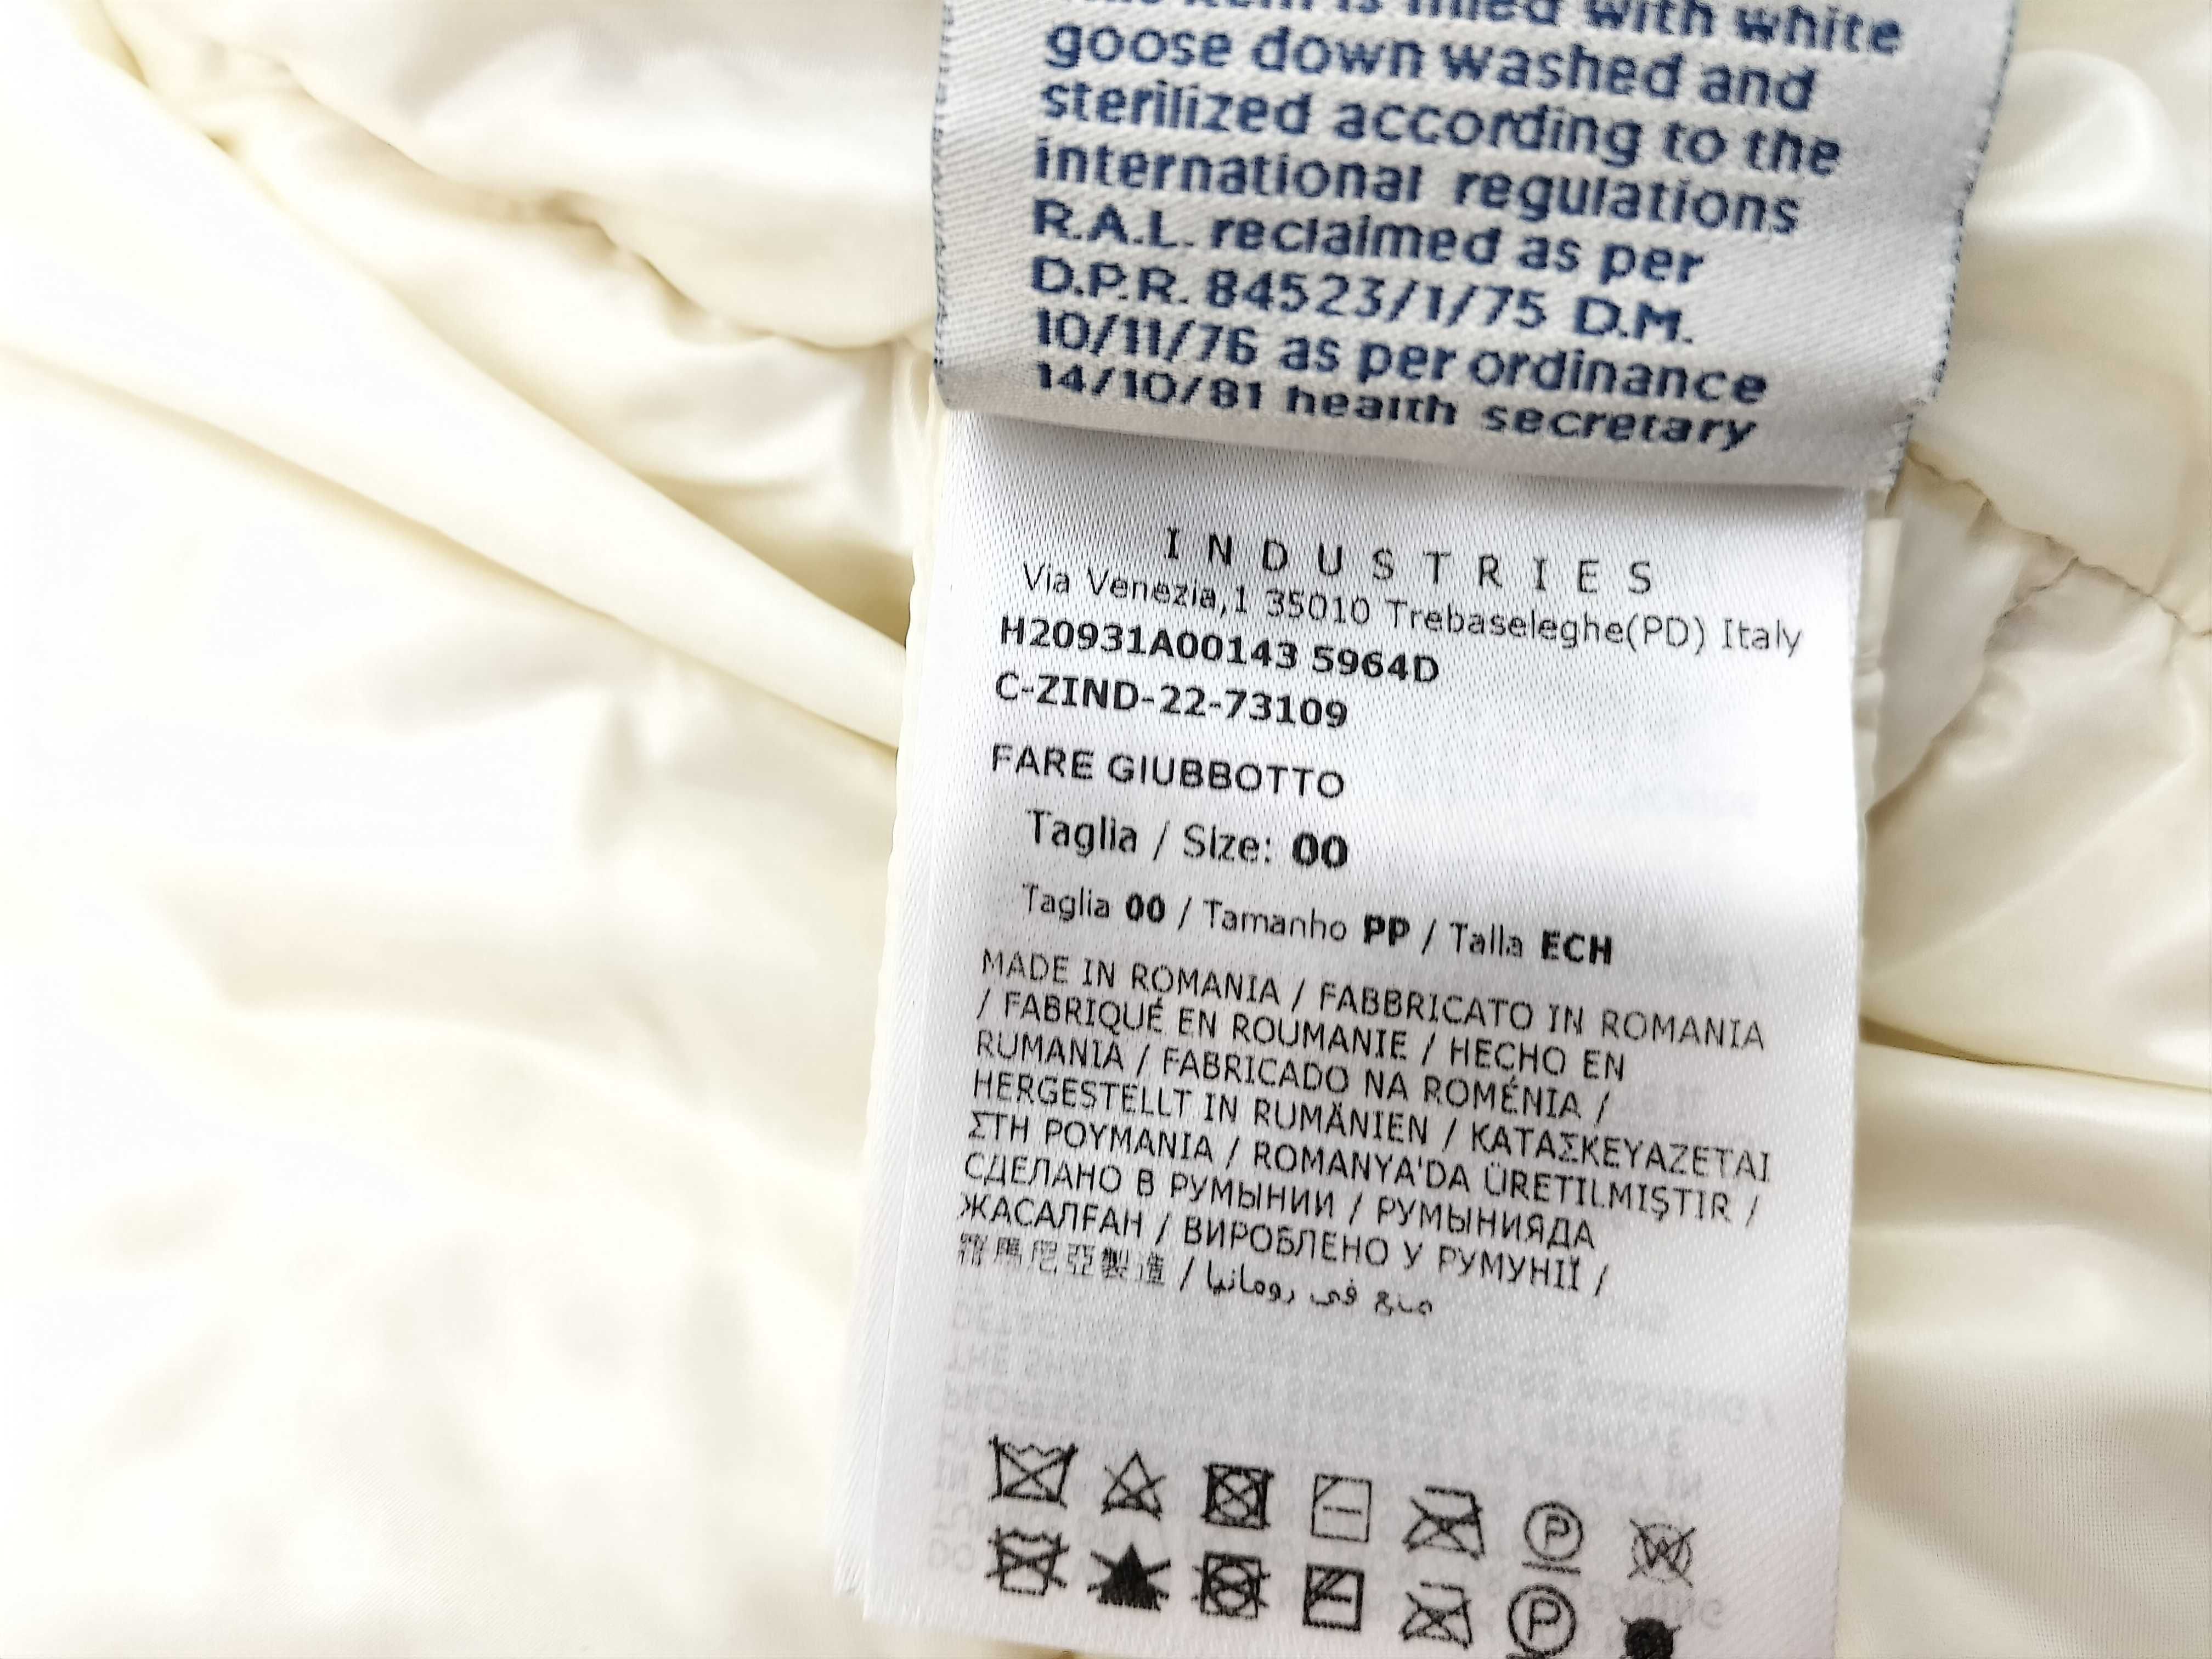 is filled with white
goose down washed and
sterilized according to the
international regulations
R.A.L. reclaimed as per
D.P.R. 84523/1/75 D.M.
10/11/76 as per ordinance
14/10/81 health secretary
INDUSTRIES
Via Venezia,1 35010 Trebaseleghe(PD) Italy
H20931A00143 5964D
C-ZIND-22-73109
FARE GIUBBOTTO
Taglia / Size: 00
Taglia 00 / Tamanho PP / Talla ECH
MADE IN ROMANIA / FABBRICATO IN ROMANIA
/ FABRIQUÉ EN ROUMANIE / HECHO EN
RUMANIA / FABRICADO NA ROMÉNIA /
HERGESTELLT IN RUMÄNIEN / ΚΑΤΑΣΚΕΥΑΖΕΤΑΙ
ΣΤΗ ΡΟΥΜΑΝΙΑ / ROMANYA'DA ÜRETILMIŞTIR /
СДЕЛАНО В РУМЫНИИ / РУМЫНИЯДА
ЖАСАЛҒАН / ВИРОБЛЕНО У РУМУНІЇ /
羅馬尼亞製造 / صنع في رومانيا
P W
P